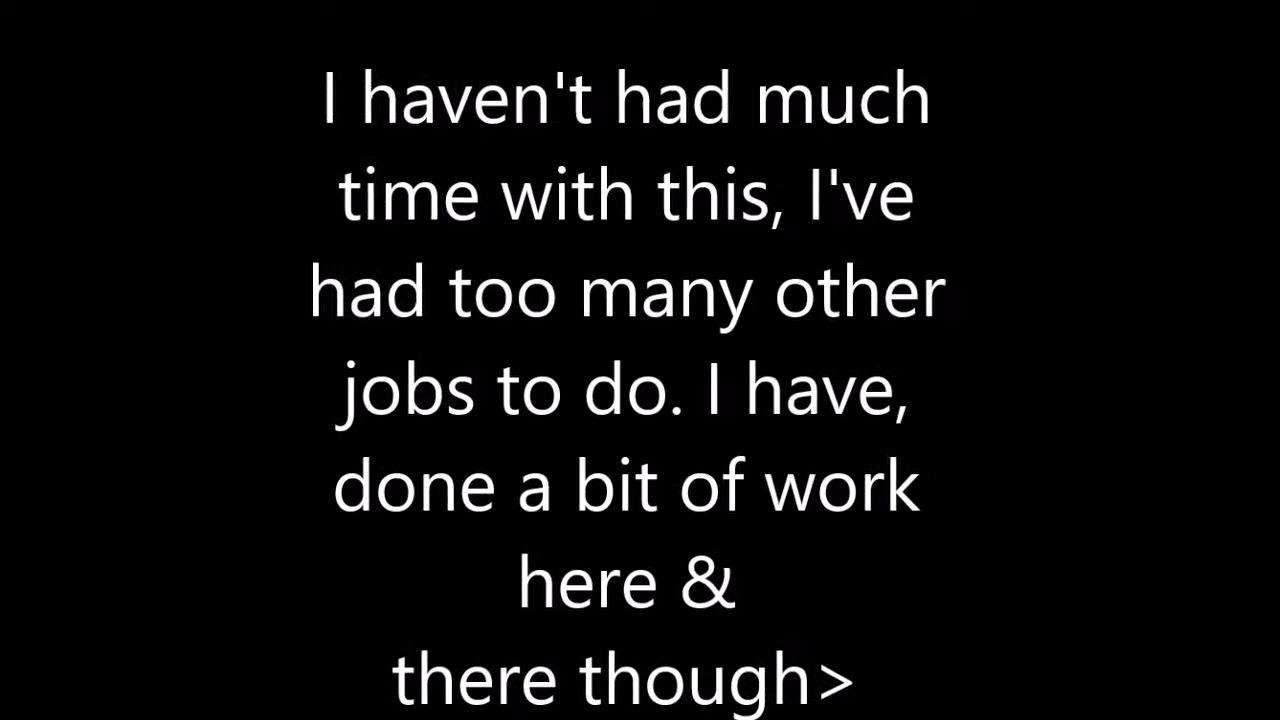 I haven't had much
time with this, I've
had too many other
jobs to do. I have,
done a bit of work
here &
there though>